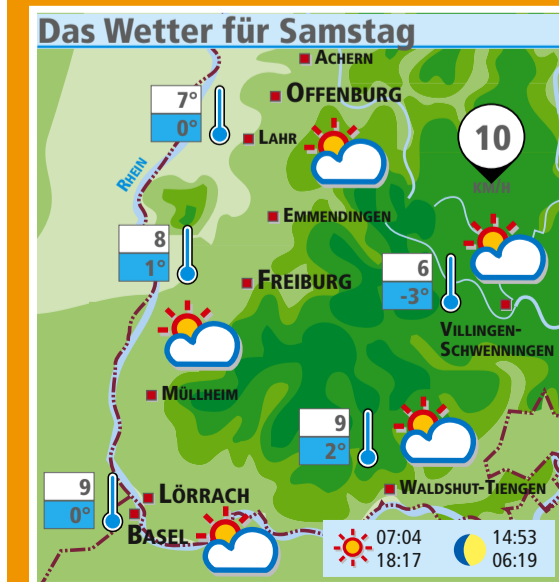 Das Wetter für Samstag
ACHERN
7°
0°
OFFENBURG
LAHR
10
KM/H
RHEIN
EMMENDINGEN
8
1°
FREIBURG
6
-3°
VILLINGEN-
SCHWENNINGEN
MÜLLHEIM
9
2°
9
0°
LÖRRACH
BASEL
WALDSHUT-TIENGEN
07:04
18:17
14:53
06:19